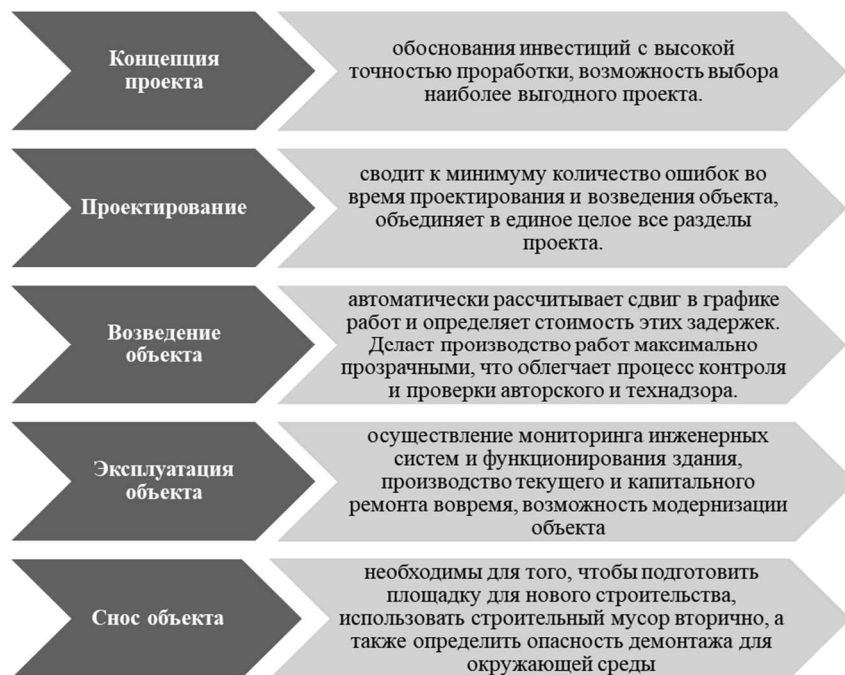 Концепция
проекта
обоснования инвестиций с высокой
точностью проработки, возможность выбора
наиболее выгодного проекта.
Проектирование
сводит к минимуму количество ошибок во
время проектирования и возведения объекта,
объединяет в единое целое все разделы
проекта.
Возведение
объекта
автоматически рассчитывает сдвиг в графике
работ и определяет стоимость этих задержек.
Делает производство работ максимально
прозрачными, что облегчает процесс контроля
и проверки авторского и технадзора.
Эксплуатация
объекта
осуществление мониторинга инженерных
систем и функционирования здания,
производство текущего и капитального
ремонта вовремя, возможность модернизации
объекта
Снос объекта
необходимы для того, чтобы подготовить
площадку для нового строительства,
использовать строительный мусор вторично, а
также определить опасность демонтажа для
окружающей среды